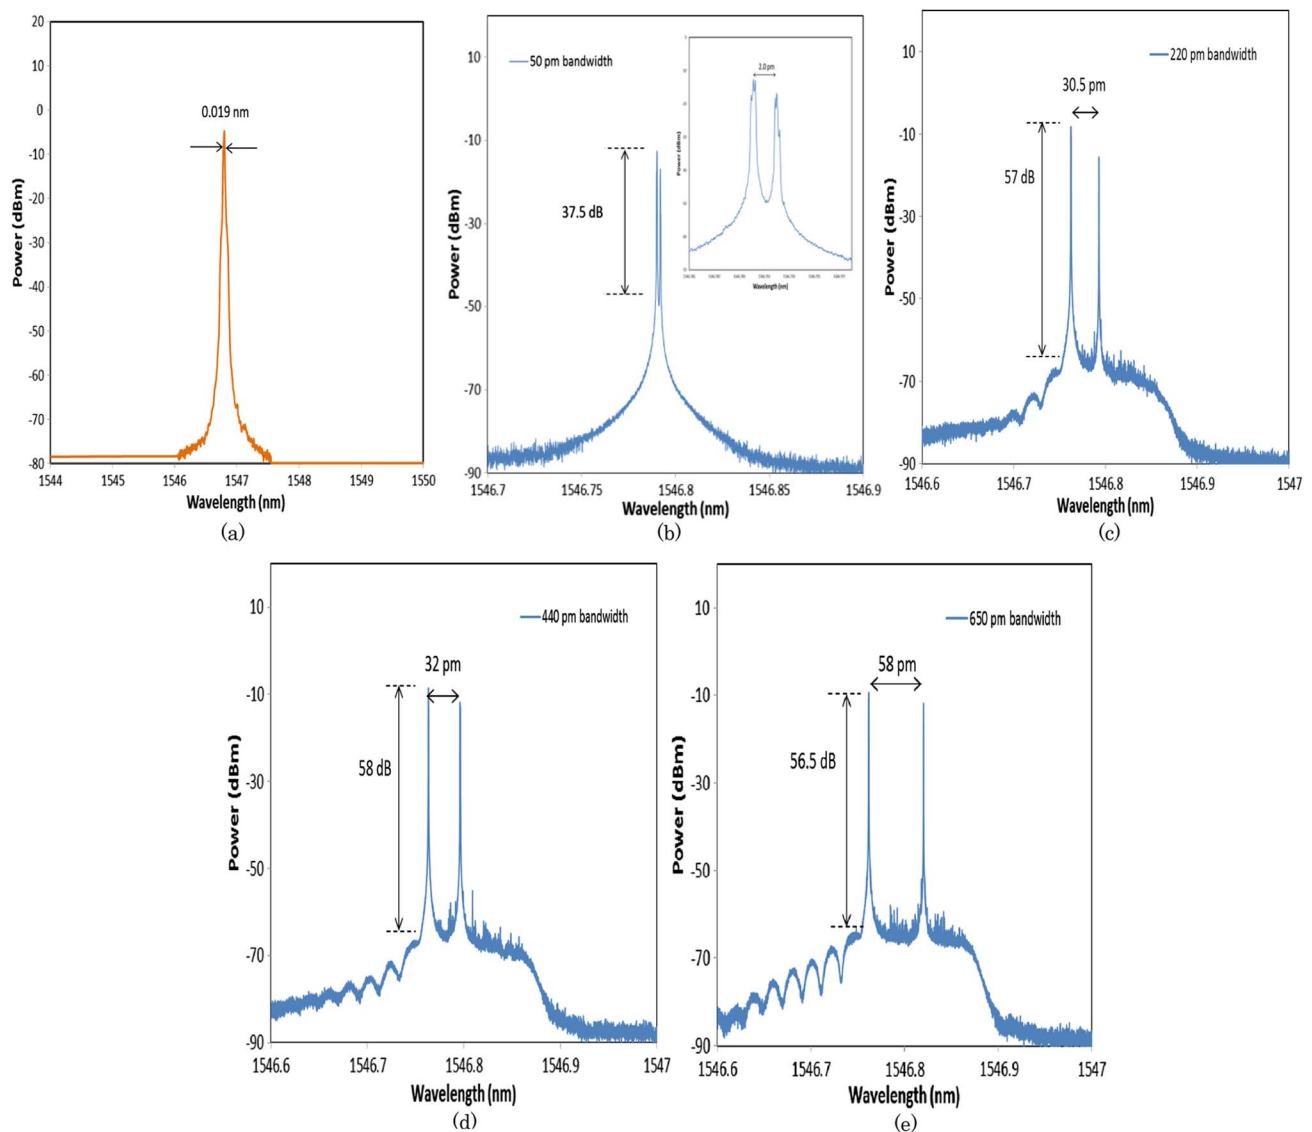 20
10
0
-10
-20
-30
-40
-50
-60
-70
-80
Power (dBm)
0.019 nm
1544 1545 1546 1547 1548 1549 1550
Wavelength (nm)
(a)
10
-10
-30
-50
-70
-90
Power (dBm)
50 pm bandwidth
37.5 dB
2.0 pm
Power (dBm)
Wavelength (nm)
1546.7 1546.75 1546.8 1546.85 1546.9
Wavelength (nm)
(b)
10
-10
-30
-50
-70
-90
Power (dBm)
220 pm bandwidth
30.5 pm
57 dB
1546.6 1546.7 1546.8 1546.9 1547
Wavelength (nm)
(c)
10
-10
-30
-50
-70
-90
Power (dBm)
440 pm bandwidth
32 pm
58 dB
1546.6 1546.7 1546.8 1546.9 1547
Wavelength (nm)
(d)
10
-10
-30
-50
-70
-90
Power (dBm)
650 pm bandwidth
58 pm
56.5 dB
1546.6 1546.7 1546.8 1546.9 1547
Wavelength (nm)
(e)